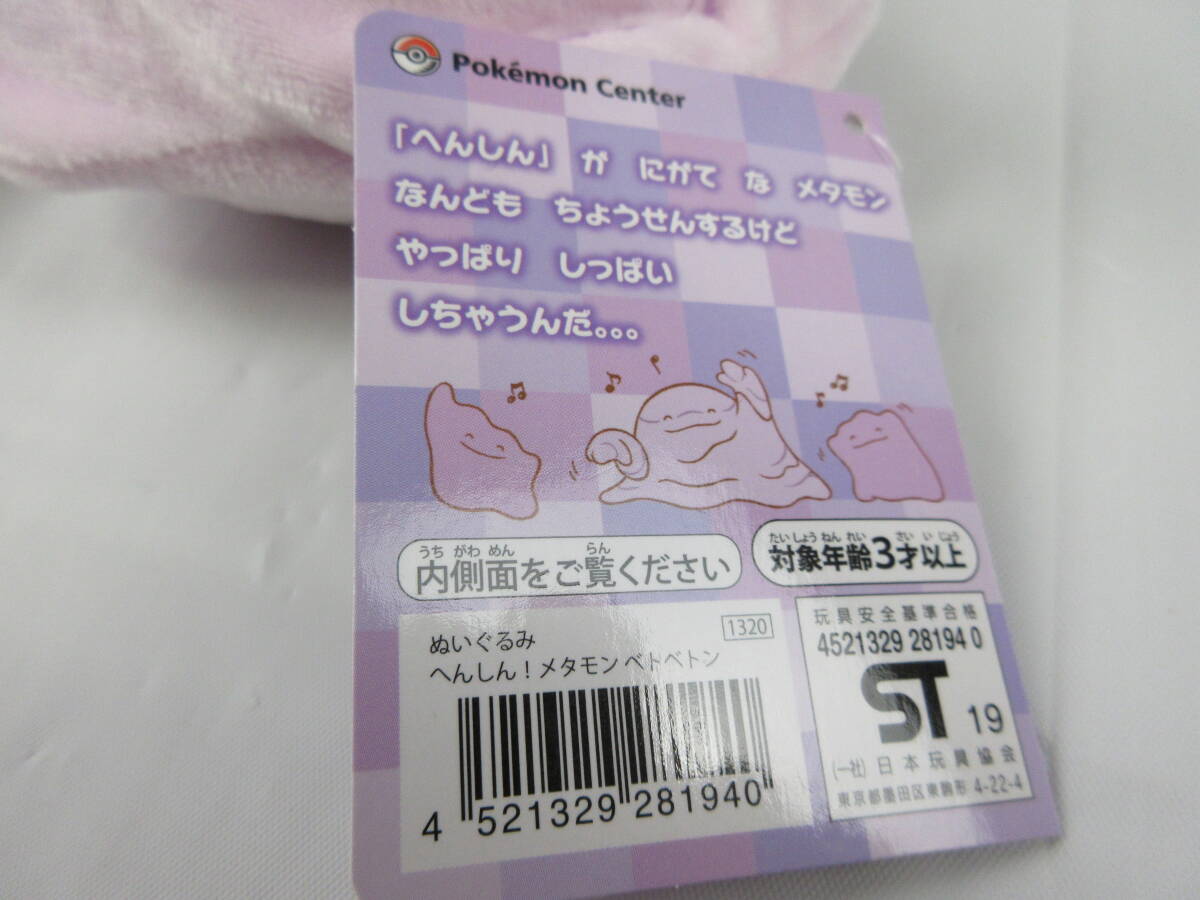 Pokémon Center
「へんしん」 が にがて な メタモン
なんども ちょうせんするけど
やっぱり しっぱい
しちゃうんだ。。。
うち がわ めん らん
内側面をご覧ください
たい しょう ねん れい さい い じょう
対象年齢3才以上
1320
ぬいぐるみ
へんしん！メタモン ベトベトン
4 521329 281940
玩具安全基準合格
4521329 28194 0
ST 19
(一社) 日本玩具協会
東京都墨田区東駒形 4-22-4